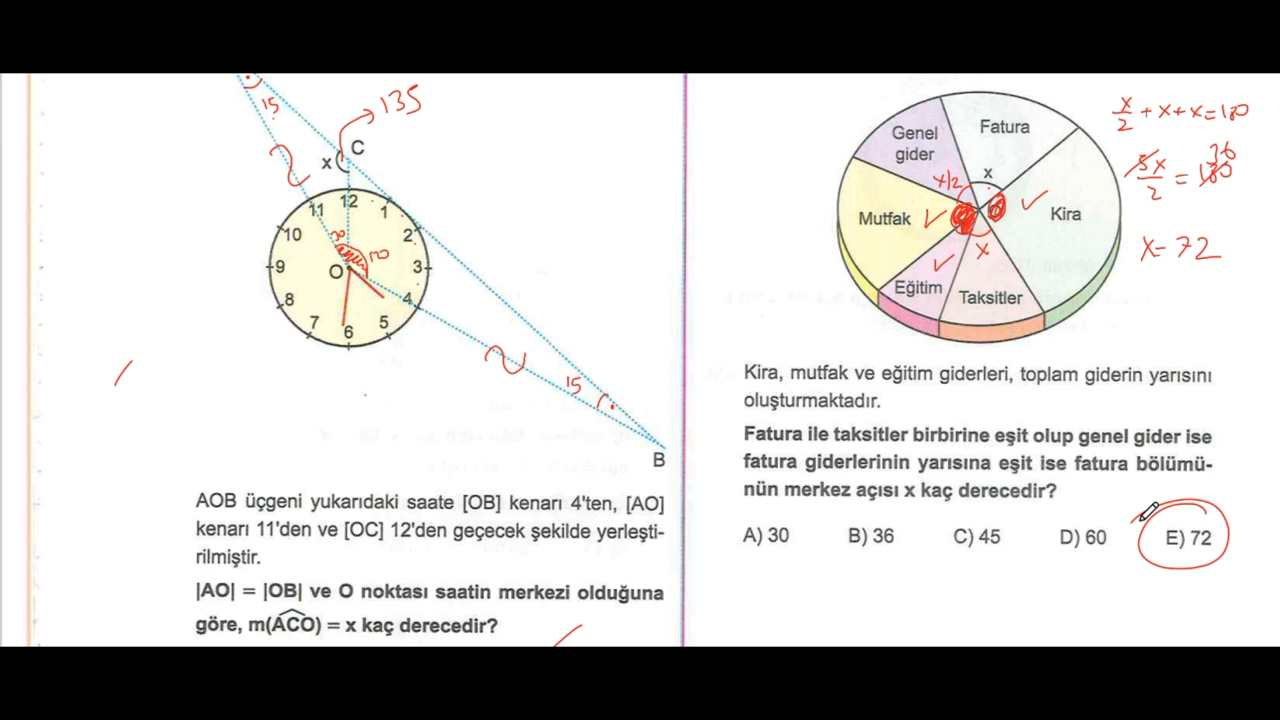 15
135
C
x
12
11
1
10
2
30
120
O
9
3
8
4
7
5
6
15
B
AOB üçgeni yukarıdaki saate [OB] kenarı 4'ten, [AO]
kenarı 11'den ve [OC] 12'den geçecek şekilde yerleşti-
rilmiştir.
|AO| = |OB| ve O noktası saatin merkezi olduğuna
göre, m(ACO) = x kaç derecedir?
Genel
gider
Fatura
x
x/2
Mutfak
Kira
x
Eğitim
Taksitler
x/2 + x + x = 180
5x/2 = 180
36
x = 72
Kira, mutfak ve eğitim giderleri, toplam giderin yarısını
oluşturmaktadır.
Fatura ile taksitler birbirine eşit olup genel gider ise
fatura giderlerinin yarısına eşit ise fatura bölümü-
nün merkez açısı x kaç derecedir?
A) 30 B) 36 C) 45 D) 60 E) 72